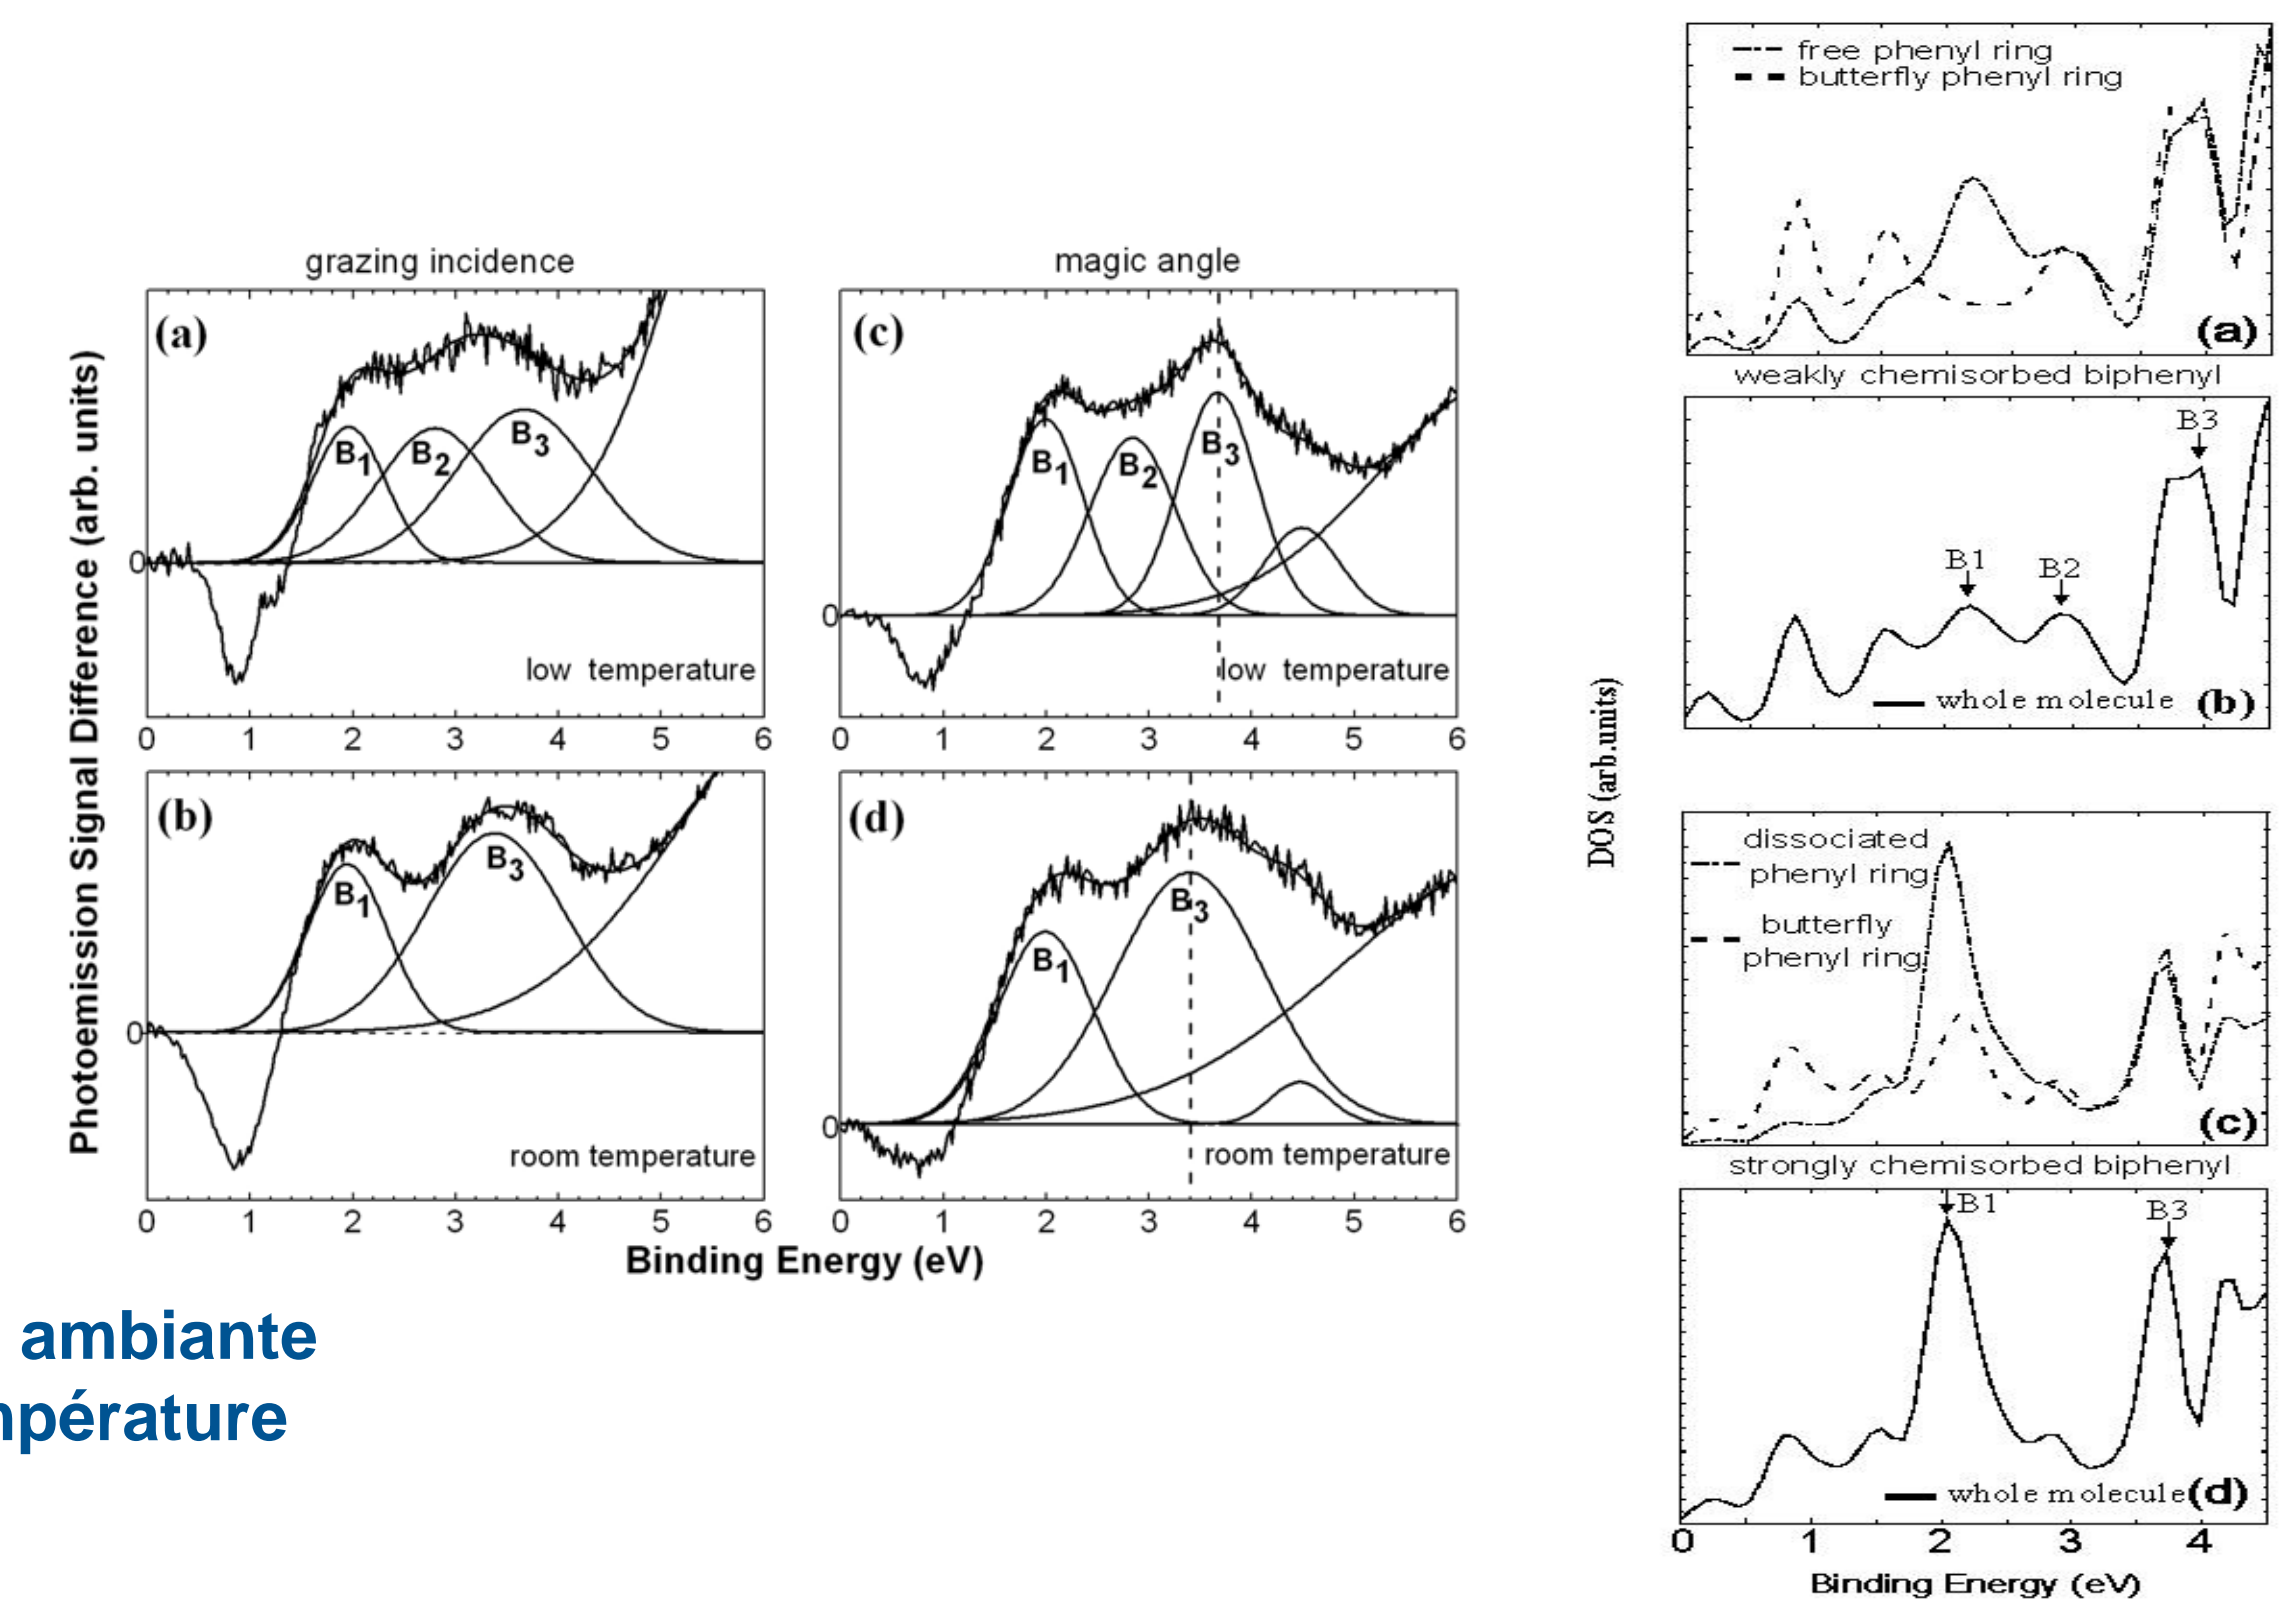 grazing incidence
magic angle
Photoemission Signal Difference (arb. units)
(a)
B1
B2
B3
0
low temperature
0 1 2 3 4 5 6
(c)
B1
B2
B3
0
low temperature
0 1 2 3 4 5 6
(b)
B1
B3
0
room temperature
0 1 2 3 4 5 6
(d)
B1
B3
0
room temperature
0 1 2 3 4 5 6
Binding Energy (eV)
ambiante
npérature
DOS (arb.units)
free phenyl ring
butterfly phenyl ring
(a)
weakly chemisorbed biphenyl
B3
B1
B2
whole molecule (b)
dissociated
phenyl ring
butterfly
phenyl ring
(c)
strongly chemisorbed biphenyl
B1
B3
whole molecule (d)
0 1 2 3 4
Binding Energy (eV)